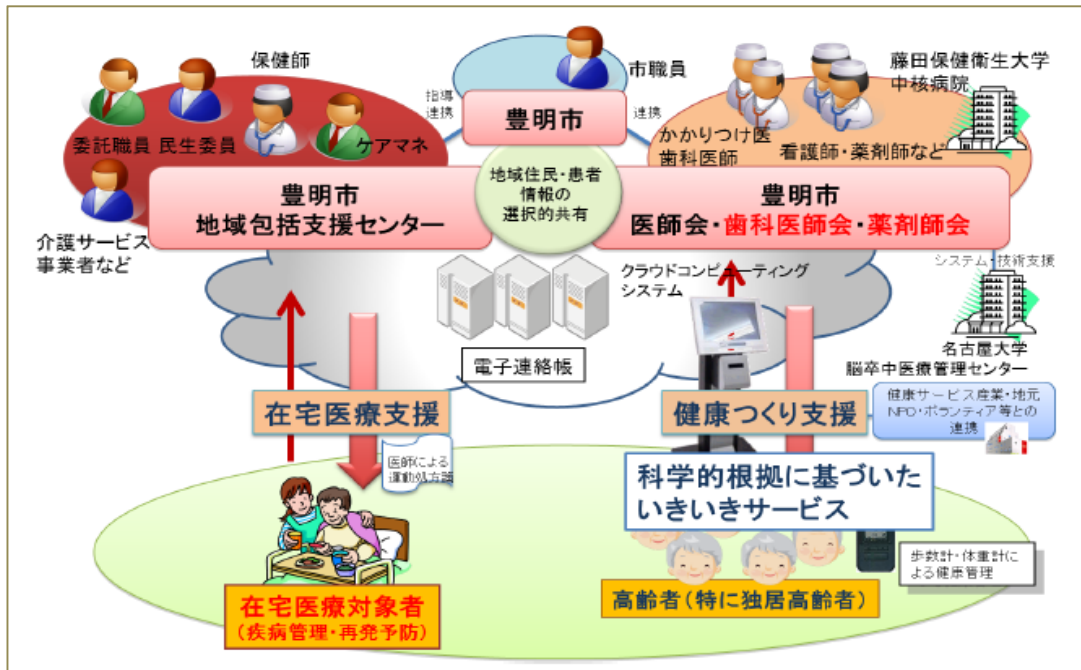 保健師
委託職員
民生委員
ケアマネ
介護サービス
事業者など
指導
連携
市職員
連携
豊明市
かかりつけ医
歯科医師
看護師・薬剤師など
藤田保健衛生大学
中核病院
豊明市
地域包括支援センター
地域住民・患者
情報の
選択的共有
豊明市
医師会・歯科医師会・薬剤師会
クラウドコンピューティング
システム
電子連絡帳
システム・技術支援
名古屋大学
脳卒中医療管理センター
在宅医療支援
健康つくり支援
健康サービス産業・地元
NPO・ボランティア等との
連携
医師による
運動処方箋
科学的根拠に基づいた
いきいきサービス
歩数計・体重計に
よる健康管理
在宅医療対象者
(疾病管理・再発予防)
高齢者(特に独居高齢者)